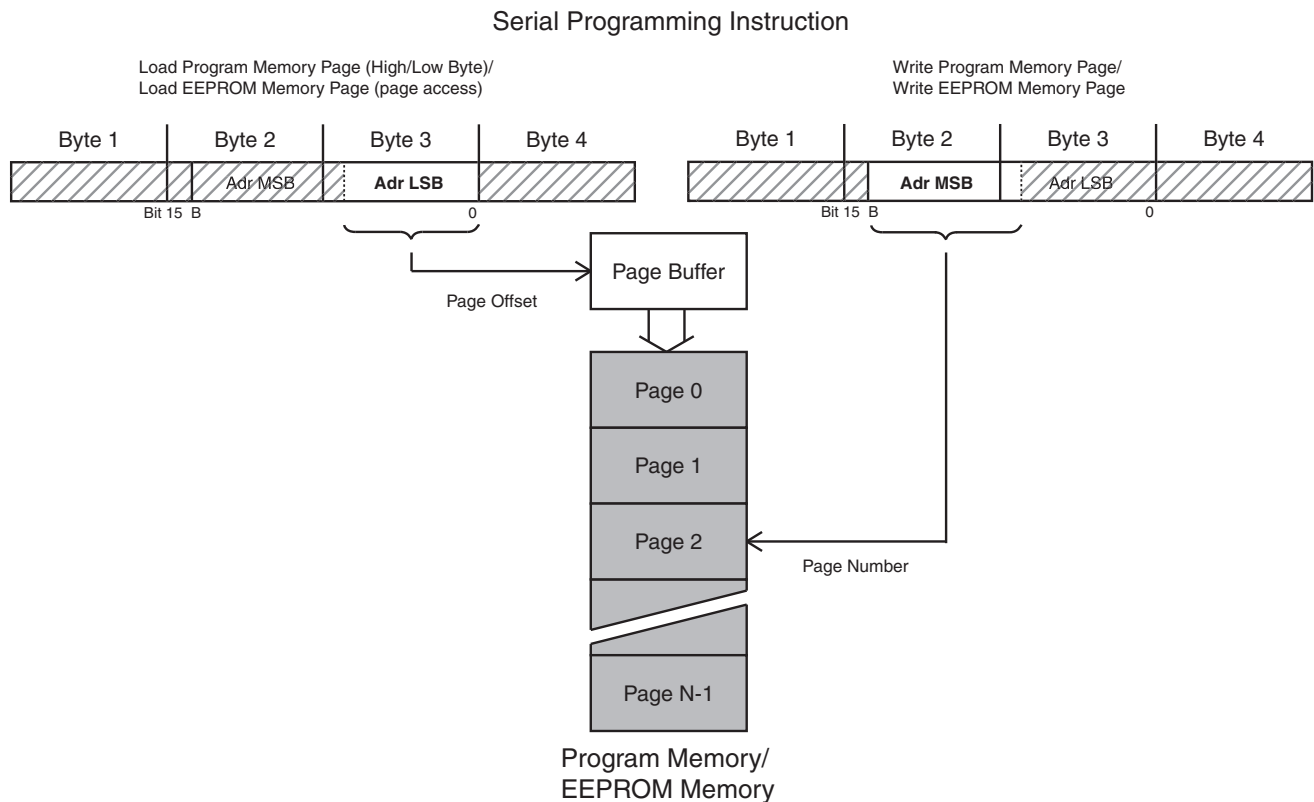 Serial Programming Instruction
Load Program Memory Page (High/Low Byte)/
Load EEPROM Memory Page (page access)
Write Program Memory Page/
Write EEPROM Memory Page
Byte 1 Byte 2 Byte 3 Byte 4
Byte 1 Byte 2 Byte 3 Byte 4
Adr MSB Adr LSB
Adr MSB Adr LSB
Bit 15 B 0
Bit 15 B 0
Page Buffer
Page Offset
Page 0
Page 1
Page 2
Page Number
Page N-1
Program Memory/
EEPROM Memory